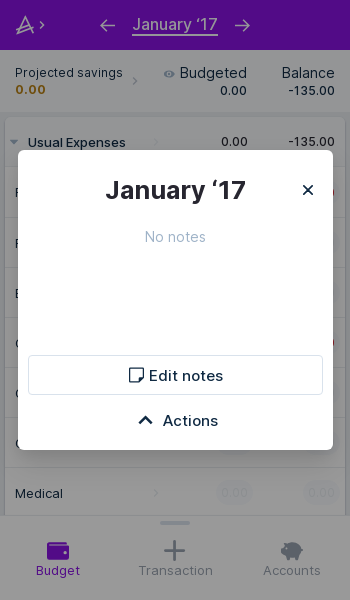 January ‘17
Projected savings
0.00
Budgeted
0.00
Balance
-135.00
Usual Expenses
0.00
-135.00
January ‘17
No notes
Edit notes
Actions
Medical
0.00
0.00
Budget
Transaction
Accounts